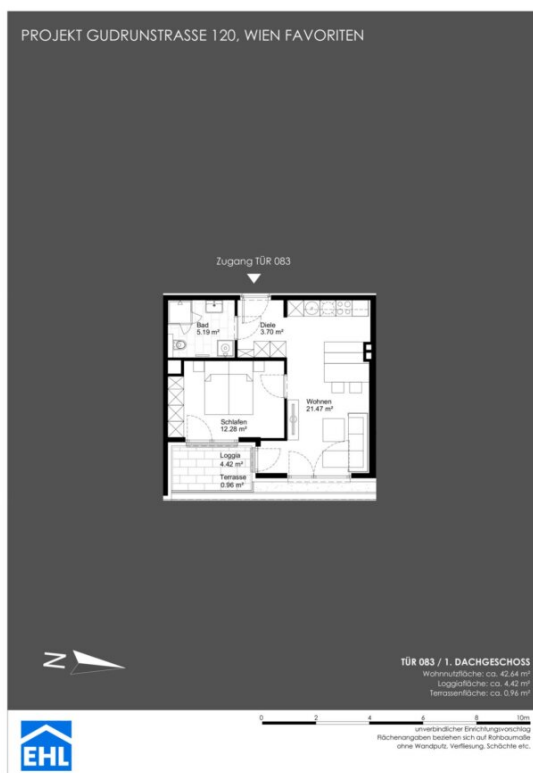 PROJEKT GUDRUNSTRASSE 120, WIEN FAVORITEN
Zugang TÜR 083
Bad
5.19 m²
Diele
3.70 m²
Wohnen
21.47 m²
Schlafen
12.28 m²
Loggia
4.42 m²
Terrasse
0.96 m²
N
TÜR 083 / 1. DACHGESCHOSS
Wohnnutzfläche: ca. 42,64 m²
Loggiafläche: ca. 4,42 m²
Terrassenfläche: ca. 0,96 m²
0 2 4 6 8 10m
unverbindlicher Einrichtungsvorschlag
Flächenangaben beziehen sich auf Rohbaumaße
ohne Wandputz, Verfliesung, Schächte etc.
EHL